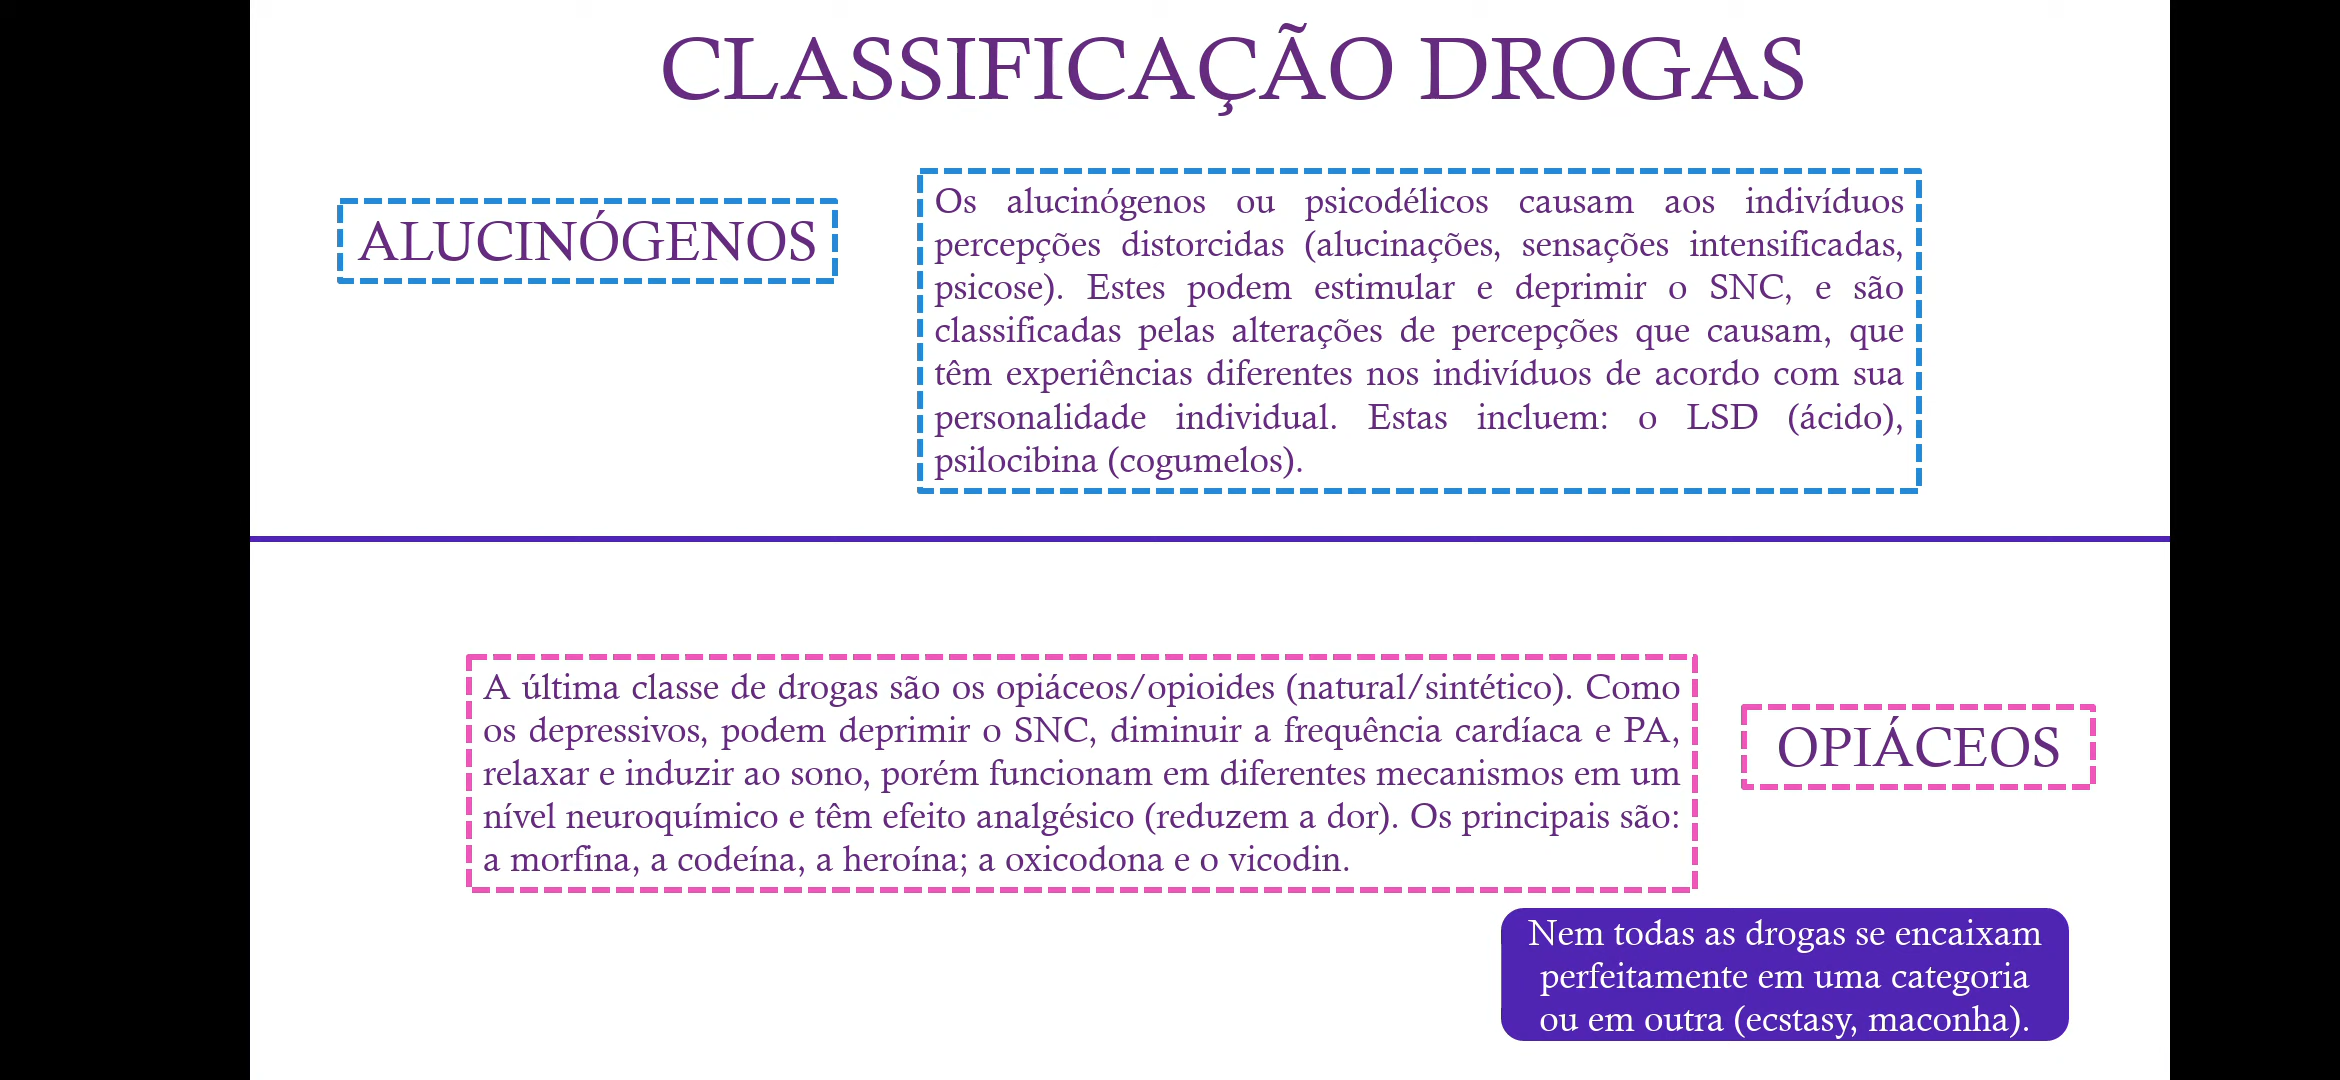 CLASSIFICAÇÃO DROGAS
ALUCINÓGENOS
Os alucinógenos ou psicodélicos causam aos indivíduos
percepções distorcidas (alucinações, sensações intensificadas,
psicose). Estes podem estimular e deprimir o SNC, e são
classificadas pelas alterações de percepções que causam, que
têm experiências diferentes nos indivíduos de acordo com sua
personalidade individual. Estas incluem: o LSD (ácido),
psilocibina (cogumelos).
A última classe de drogas são os opiáceos/opioides (natural/sintético). Como
os depressivos, podem deprimir o SNC, diminuir a frequência cardíaca e PA,
relaxar e induzir ao sono, porém funcionam em diferentes mecanismos em um
nível neuroquímico e têm efeito analgésico (reduzem a dor). Os principais são:
a morfina, a codeína, a heroína; a oxicodona e o vicodin.
OPIÁCEOS
Nem todas as drogas se encaixam
perfeitamente em uma categoria
ou em outra (ecstasy, maconha).